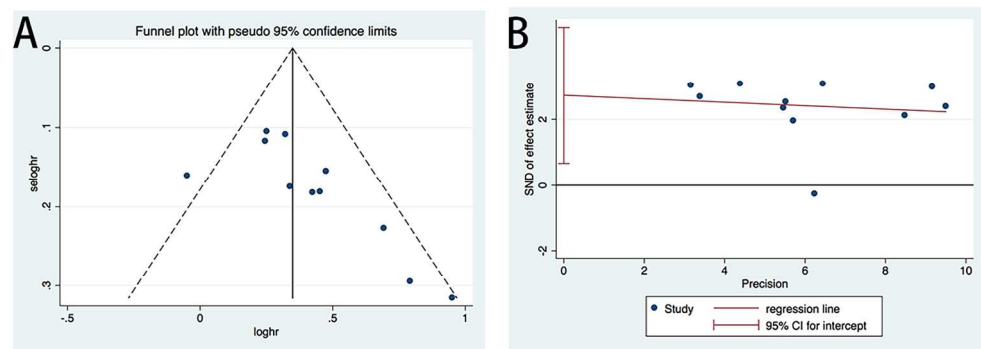 A
Funnel plot with pseudo 95% confidence limits
0
.1
.2
.3
seloghr
-.5
0
.5
1
loghr
B
SND of effect estimate
2
0
-2
0
2
4
6
8
10
Precision
Study
regression line
95% CI for intercept